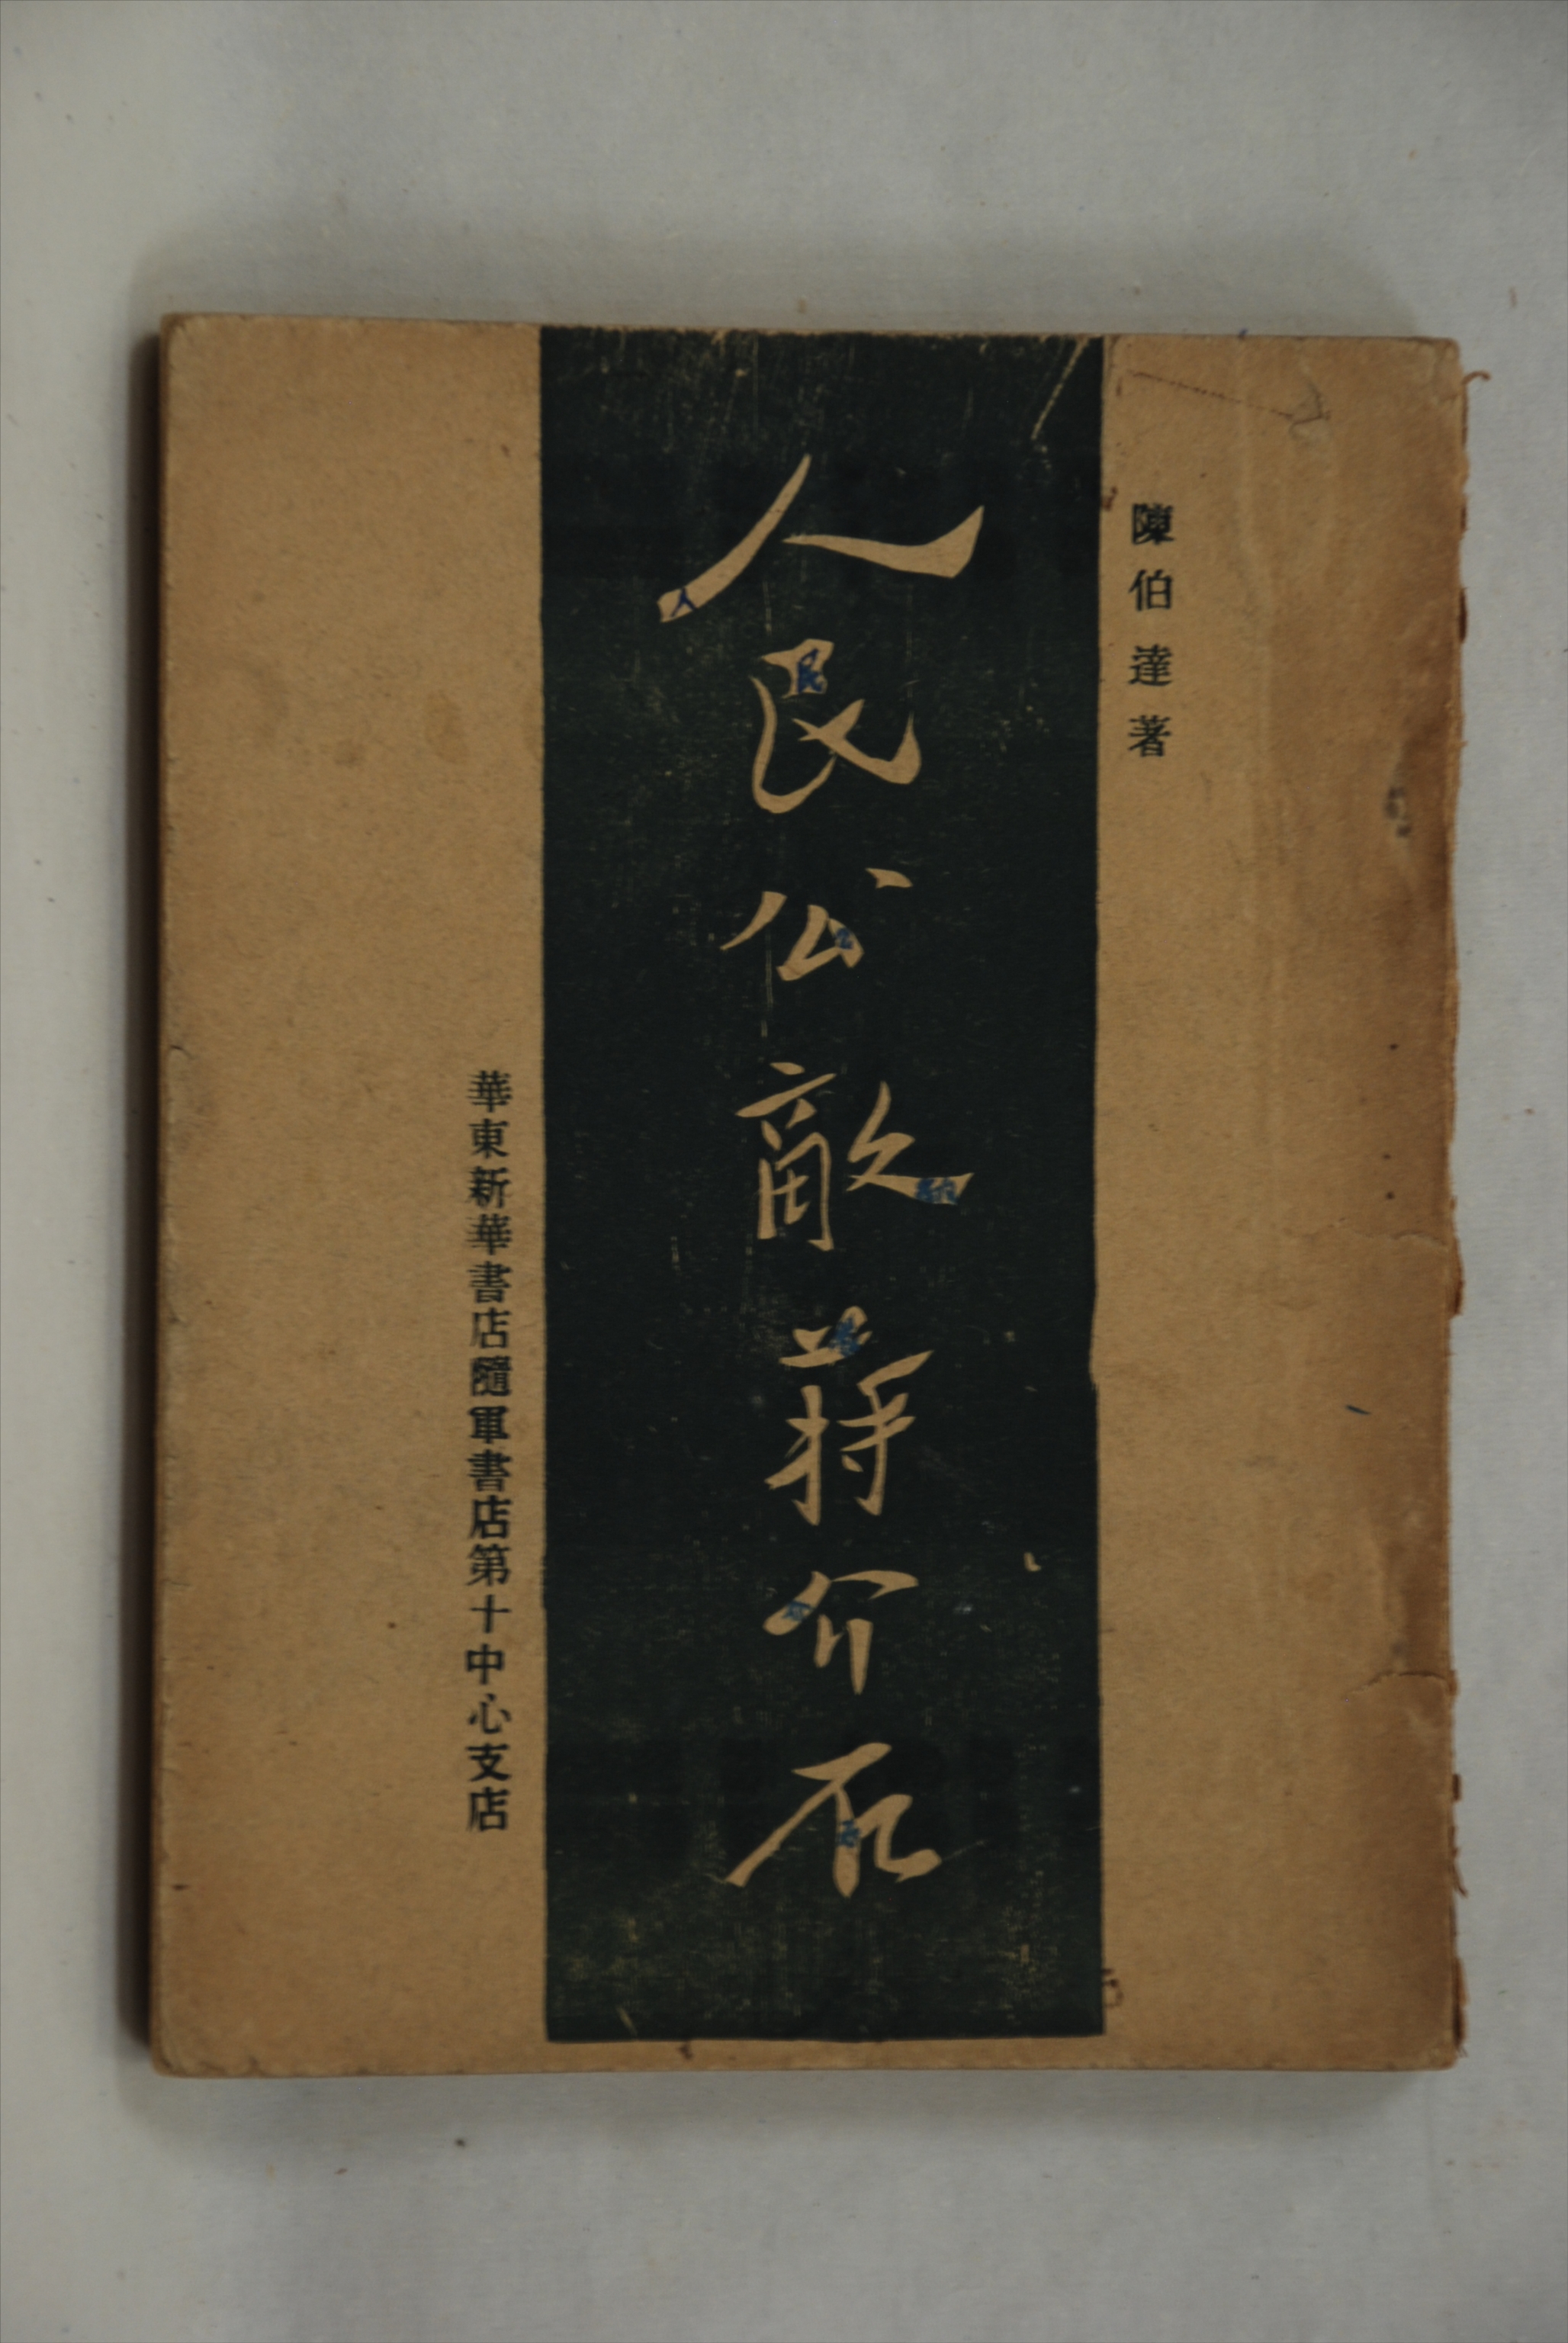 陳伯達著
人民公敵蔣介石
華東新華書店隨軍書店第十中心支店